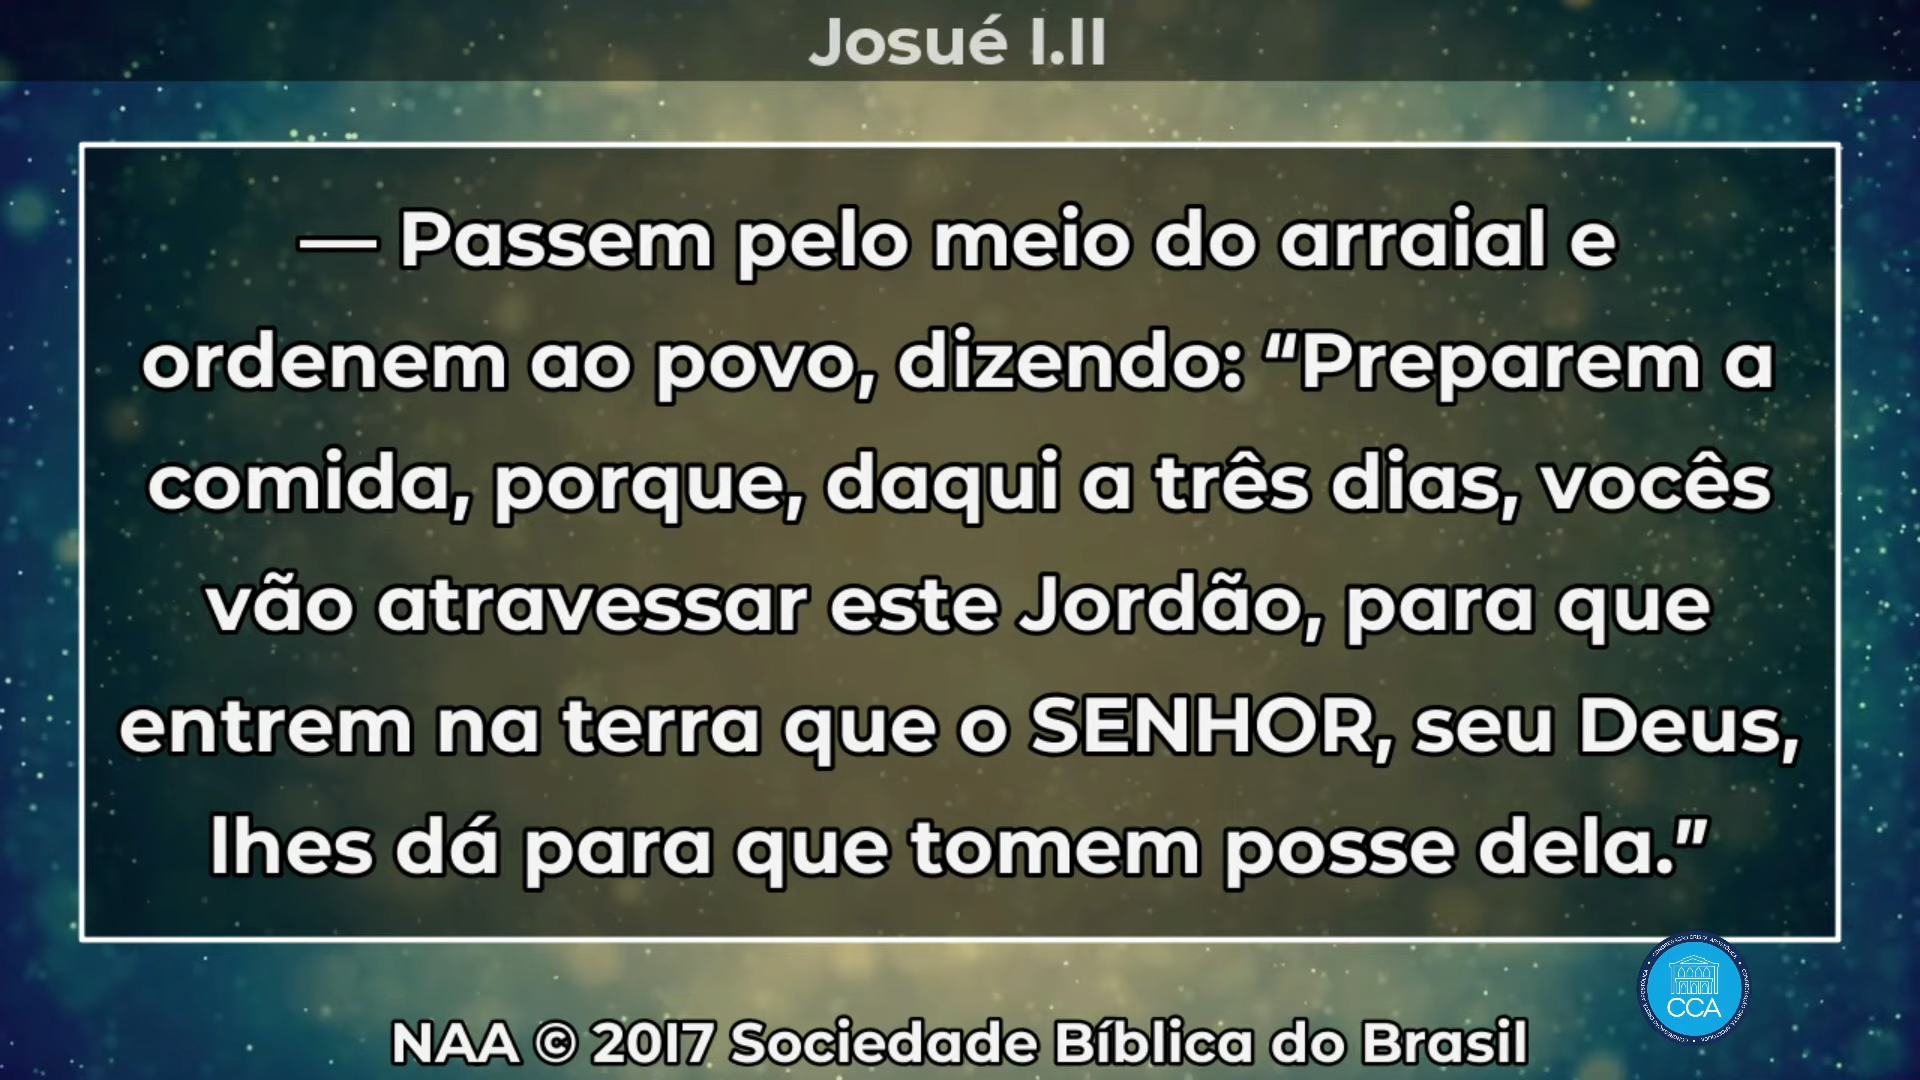 Josué 1.11
— Passem pelo meio do arraial e
ordenem ao povo, dizendo: “Preparem a
comida, porque, daqui a três dias, vocês
vão atravessar este Jordão, para que
entrem na terra que o SENHOR, seu Deus,
lhes dá para que tomem posse dela.”
CCA
NAA © 2017 Sociedade Bíblica do Brasil